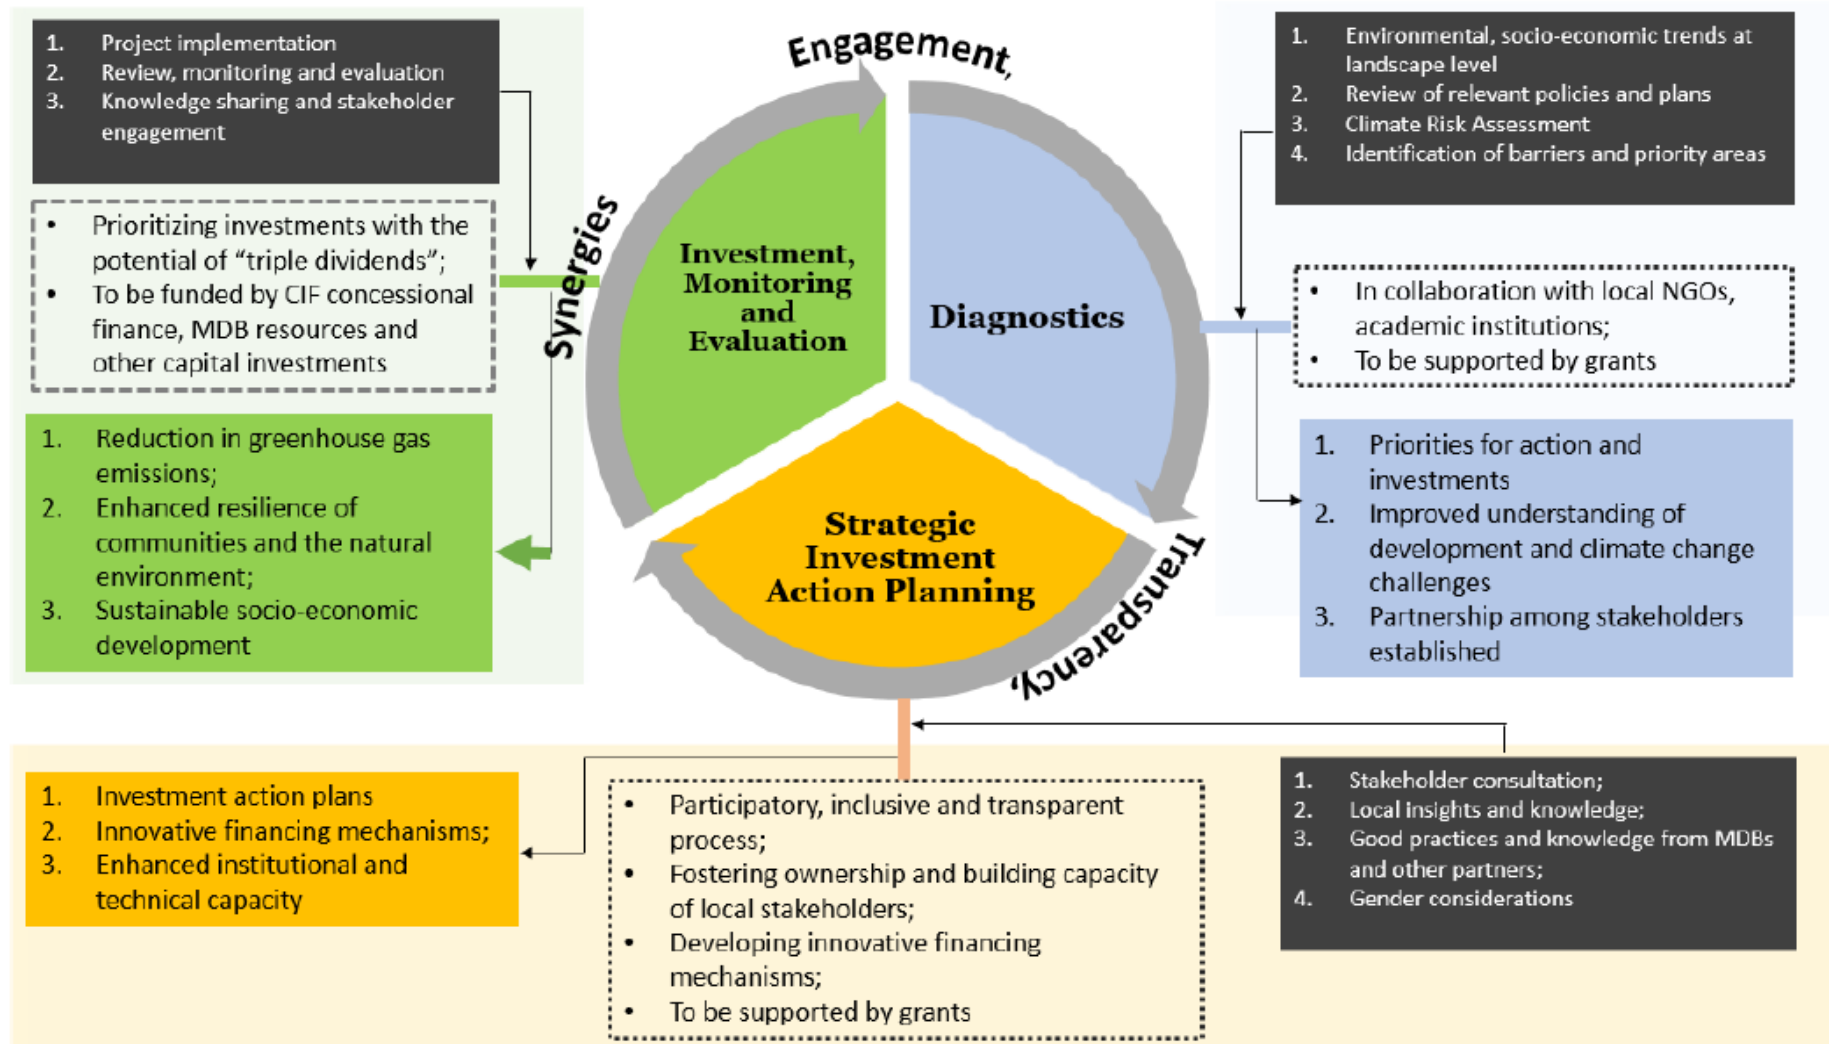 1. Project implementation
2. Review, monitoring and evaluation
3. Knowledge sharing and stakeholder
engagement
• Prioritizing investments with the
potential of “triple dividends”;
• To be funded by CIF concessional
finance, MDB resources and
other capital investments
1. Reduction in greenhouse gas
emissions;
2. Enhanced resilience of
communities and the natural
environment;
3. Sustainable socio-economic
development
Engagement,
Transparency,
Synergies
Investment,
Monitoring
and
Evaluation
Diagnostics
Strategic
Investment
Action Planning
1. Environmental, socio-economic trends at
landscape level
2. Review of relevant policies and plans
3. Climate Risk Assessment
4. Identification of barriers and priority areas
• In collaboration with local NGOs,
academic institutions;
• To be supported by grants
1. Priorities for action and
investments
2. Improved understanding of
development and climate change
challenges
3. Partnership among stakeholders
established
1. Investment action plans
2. Innovative financing mechanisms;
3. Enhanced institutional and
technical capacity
• Participatory, inclusive and transparent
process;
• Fostering ownership and building capacity
of local stakeholders;
• Developing innovative financing
mechanisms;
• To be supported by grants
1. Stakeholder consultation;
2. Local insights and knowledge;
3. Good practices and knowledge from MDBs
and other partners;
4. Gender considerations